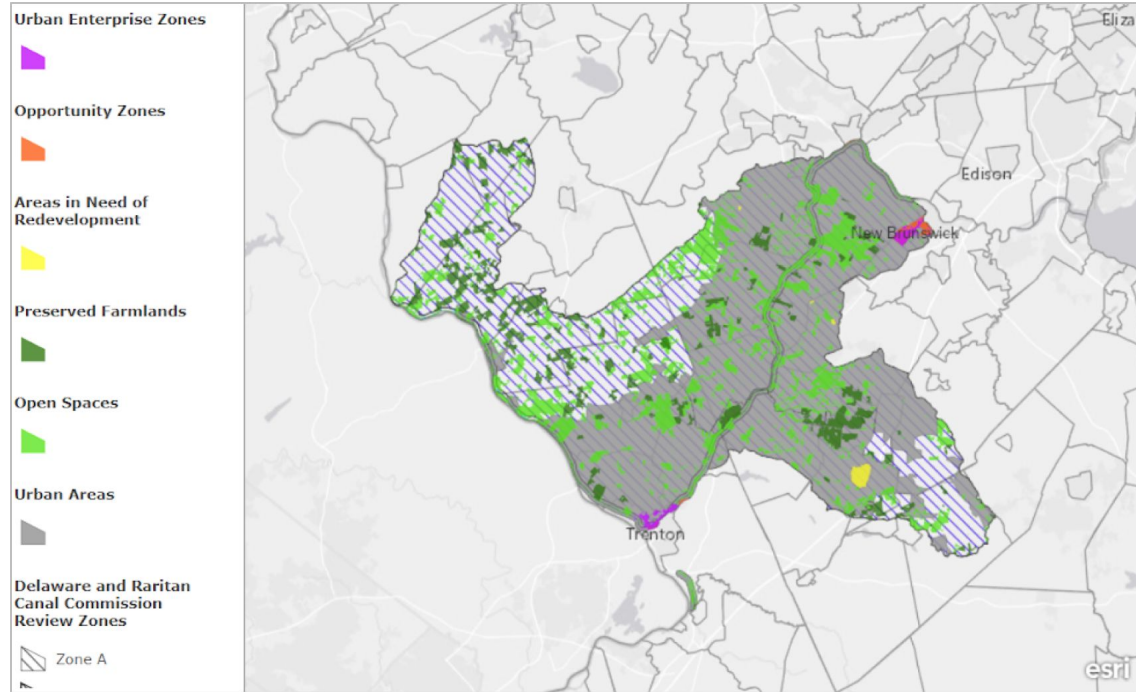 Urban Enterprise Zones
Opportunity Zones
Areas in Need of
Redevelopment
Preserved Farmlands
Open Spaces
Urban Areas
Delaware and Raritan
Canal Commission
Review Zones
Zone A
Eliza
Edison
New Brunswick
Trenton
esri